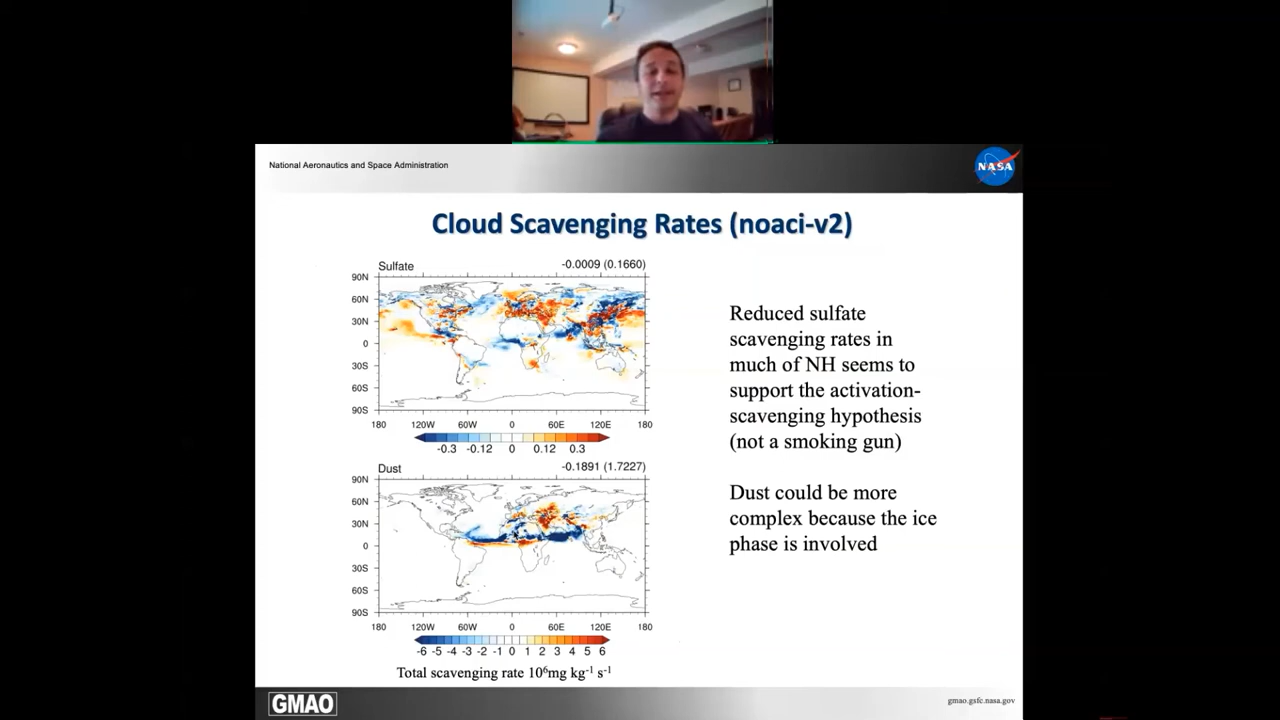 National Aeronautics and Space Administration
NASA
Cloud Scavenging Rates (noaci-v2)
Sulfate -0.0009 (0.1660)
90N
60N
30N
0
30S
60S
90S
180 120W 60W 0 60E 120E 180
-0.3 -0.12 0 0.12 0.3
Dust -0.1891 (1.7227)
90N
60N
30N
0
30S
60S
90S
180 120W 60W 0 60E 120E 180
-6 -5 -4 -3 -2 -1 0 1 2 3 4 5 6
Total scavenging rate 10⁶mg kg⁻¹ s⁻¹
Reduced sulfate
scavenging rates in
much of NH seems to
support the activation-
scavenging hypothesis
(not a smoking gun)
Dust could be more
complex because the ice
phase is involved
GMAO
gmao.gsfc.nasa.gov